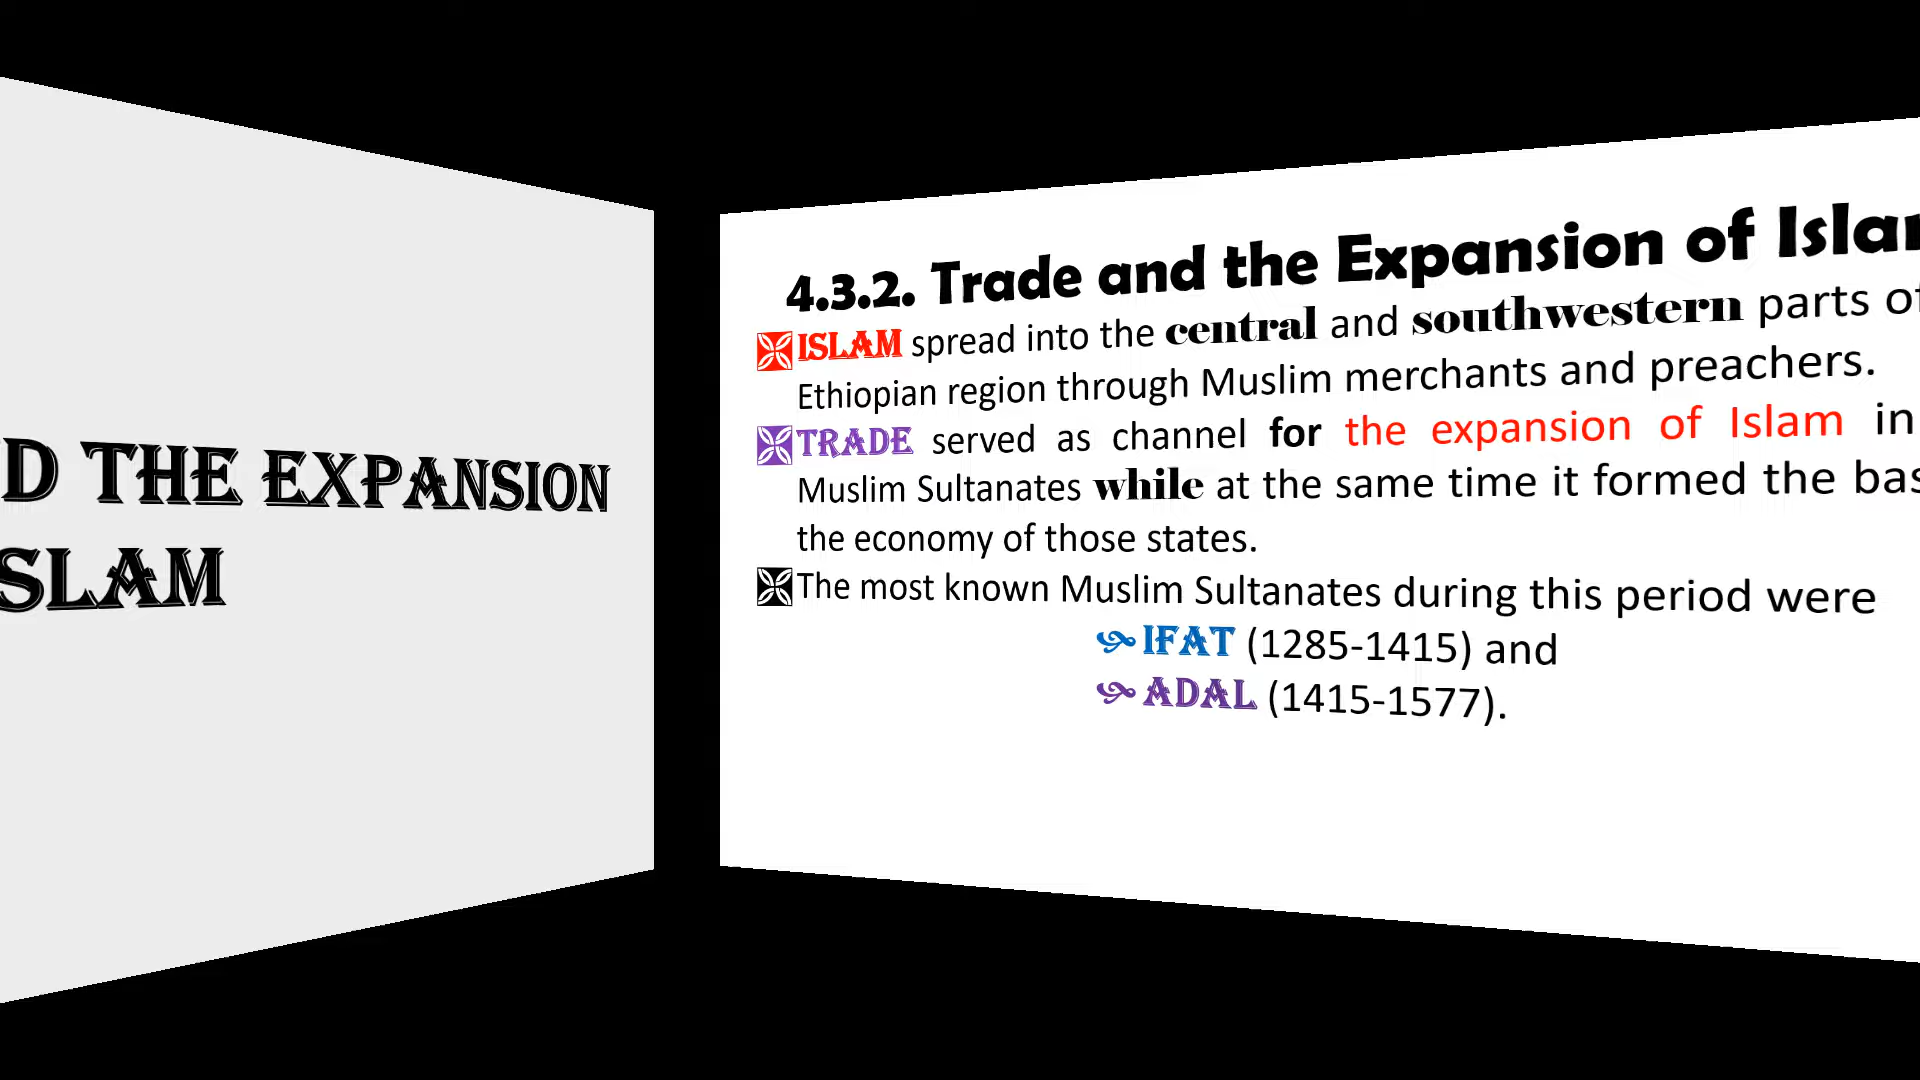 D THE EXPANSION
SLAM
4.3.2. Trade and the Expansion of Islam
ISLAM spread into the central and southwestern parts of
Ethiopian region through Muslim merchants and preachers.
TRADE served as channel for the expansion of Islam in
Muslim Sultanates while at the same time it formed the bas
the economy of those states.
The most known Muslim Sultanates during this period were
IFAT (1285-1415) and
ADAL (1415-1577).